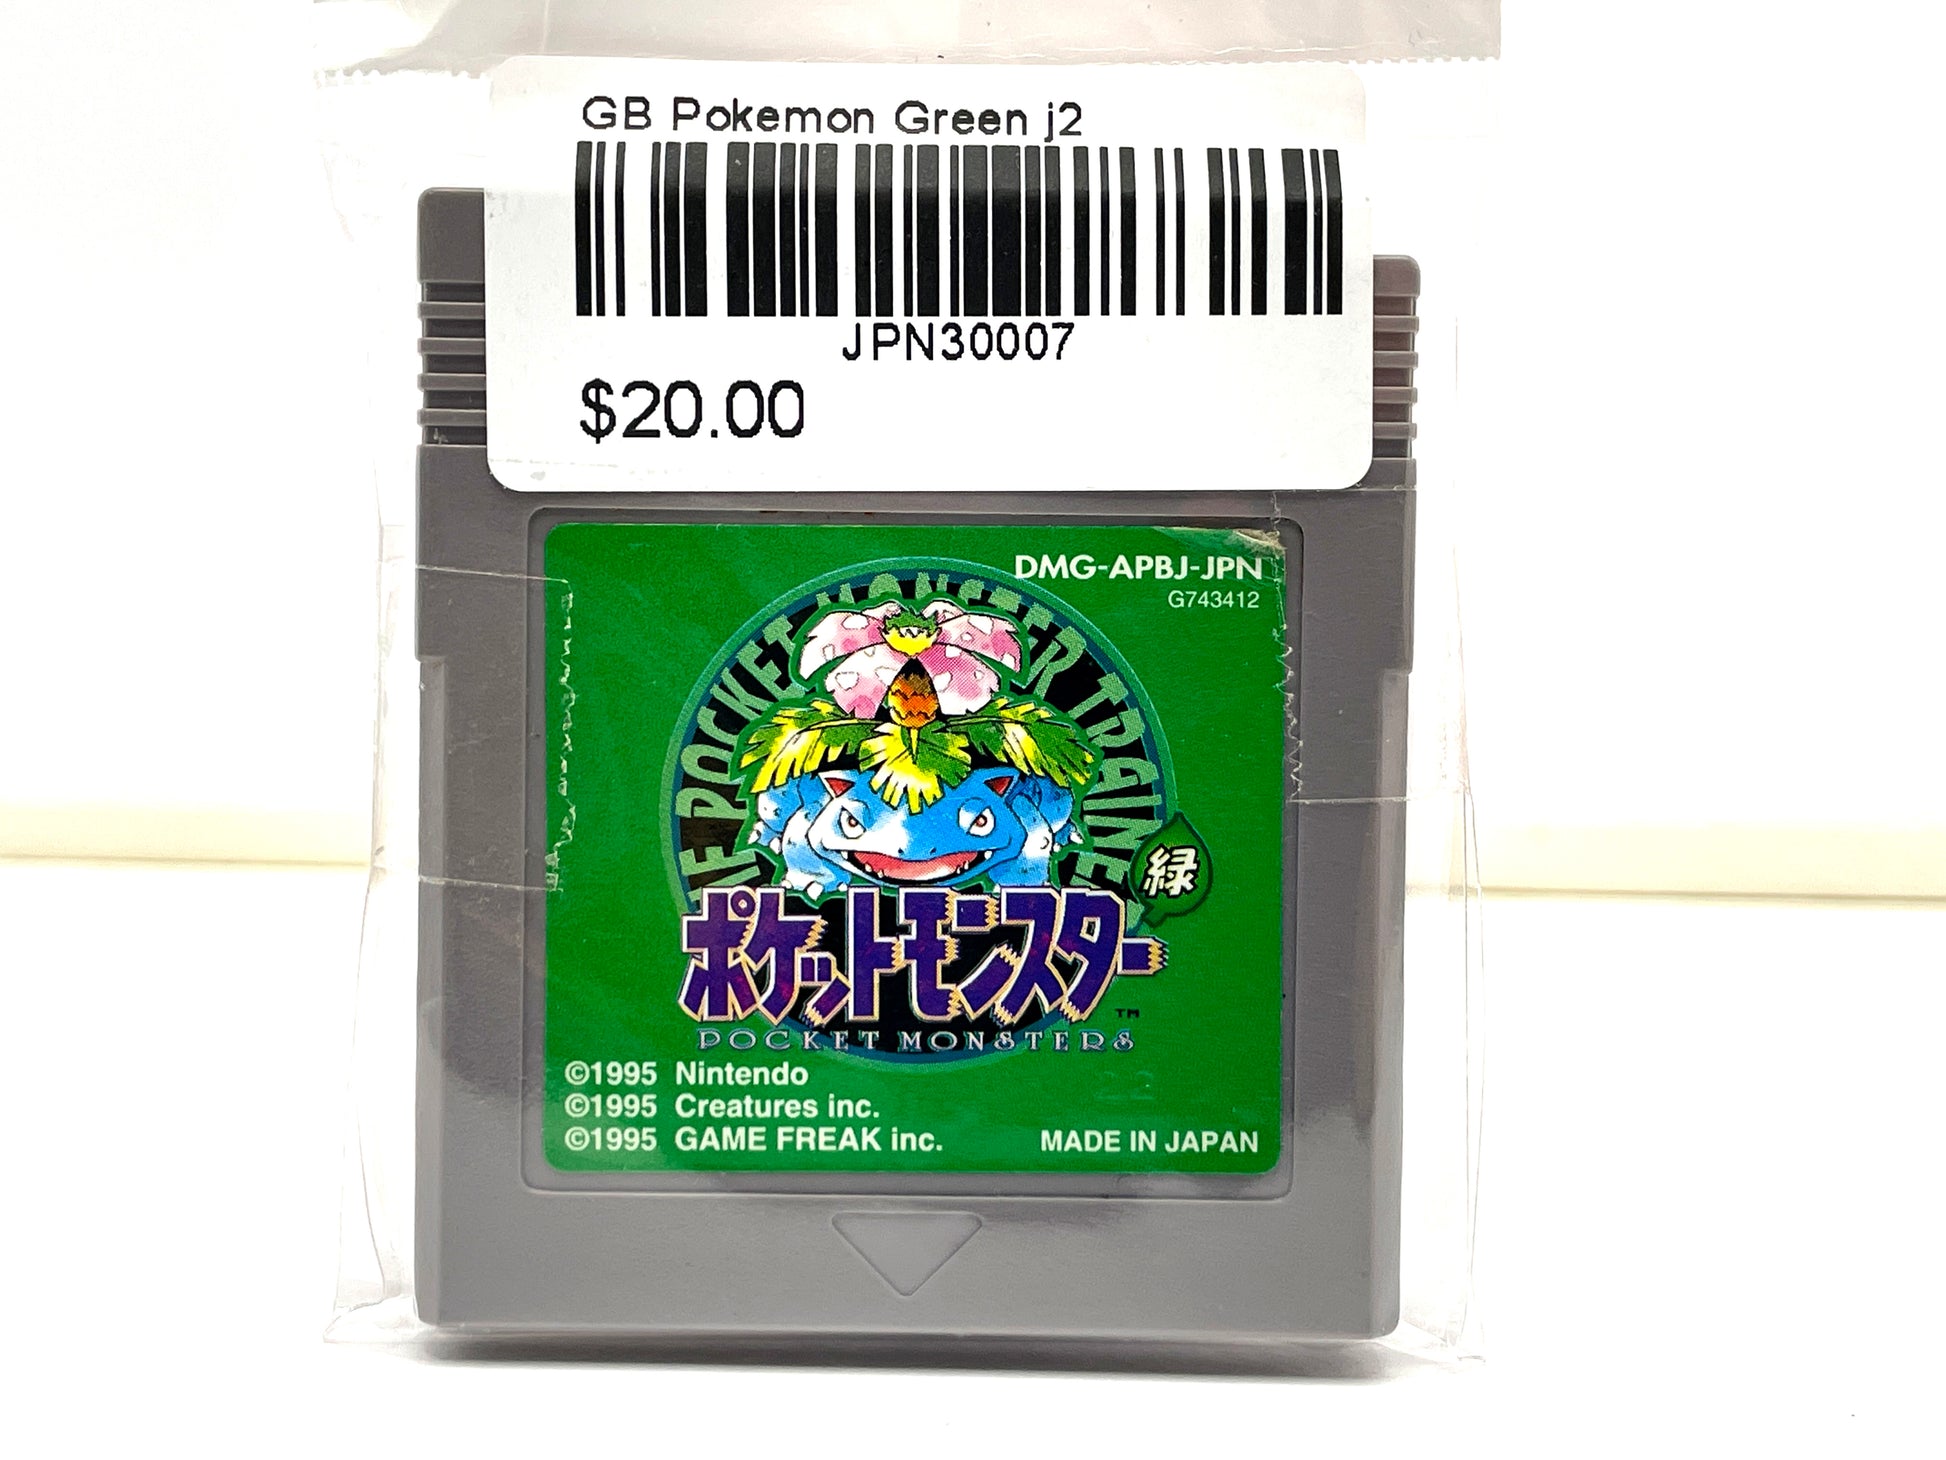 GB Pokemon Green j2
JPN30007
$20.00
DMG-APBJ-JPN
G743412
POCKET MONSTER TRAINER
緑
ポケットモンスター
TM
POCKET MONSTERS
©1995 Nintendo
©1995 Creatures inc.
©1995 GAME FREAK inc.
MADE IN JAPAN